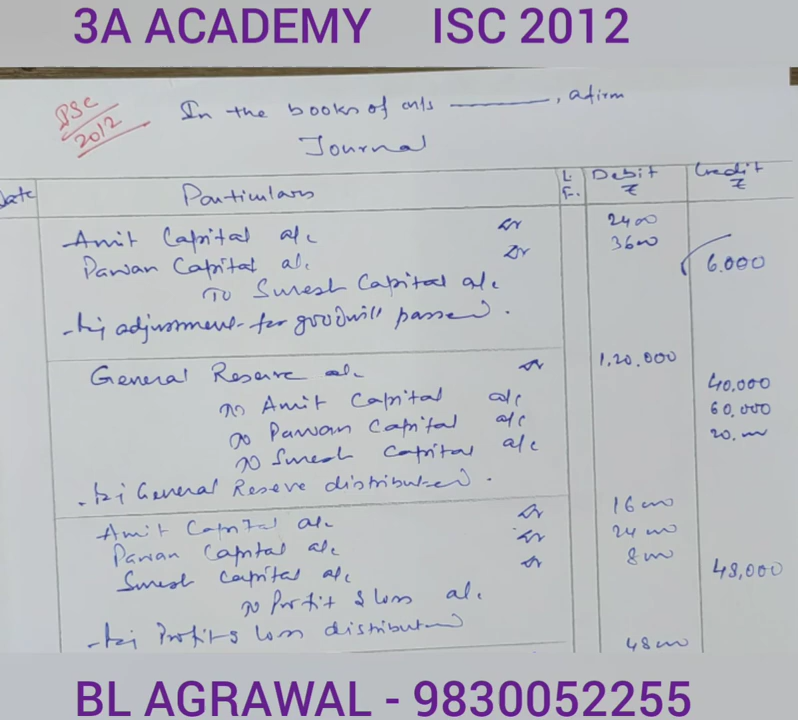 3A ACADEMY ISC 2012
ISC 2012
In the books of M/s ————, a firm
Journal
Date Particulars L.F. Debit ₹ Credit ₹
Amit Capital a/c Dr 2400
Pawan Capital a/c Dr 3600
To Suresh Capital a/c 6.000
-bej adjustment for goodwill passed.
General Reserve a/c Dr 1,20,000
To Amit Capital a/c 40,000
To Pawan Capital a/c 60,000
To Suresh Capital a/c 20,000
-bej General Reseve distributed.
Amit Capital a/c Dr 16000
Pawan Capital a/c Dr 24000
Suresh Capital a/c Dr 8000
To Profit & loss a/c 48,000
-bej Profit & loss distributed
48000
BL AGRAWAL - 9830052255